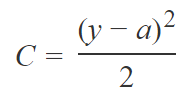 C = (y − a)² / 2